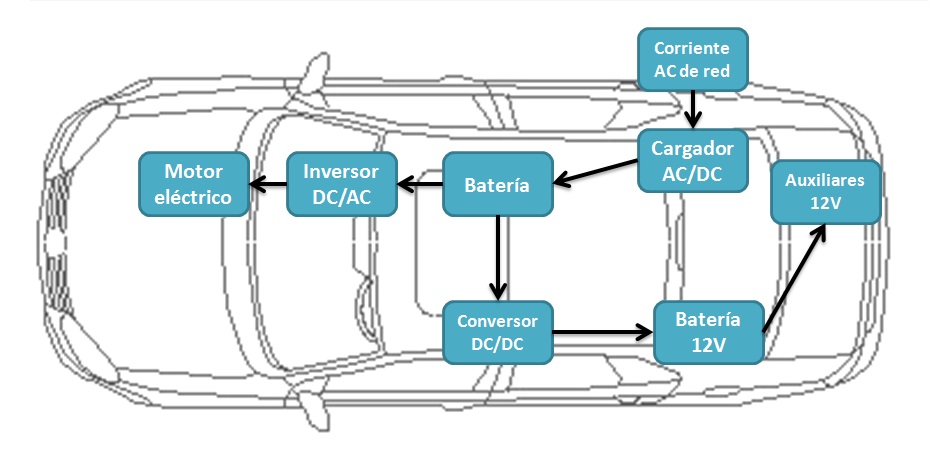 Corriente
AC de red
Cargador
AC/DC
Motor
eléctrico
Inversor
DC/AC
Batería
Auxiliares
12V
Conversor
DC/DC
Batería
12V